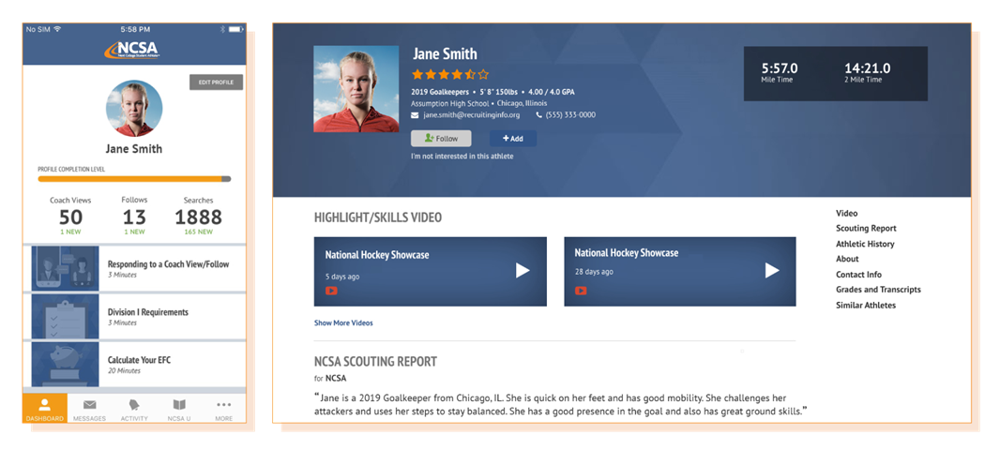 No SIM 5:58 PM
NCSA
Next College Student Athlete
EDIT PROFILE
Jane Smith
PROFILE COMPLETION LEVEL
Coach Views Follows Searches
50 13 1888
1 NEW 1 NEW 165 NEW
Responding to a Coach View/Follow
3 Minutes
Division I Requirements
3 Minutes
Calculate Your EFC
20 Minutes
DASHBOARD MESSAGES ACTIVITY NCSA U MORE
Jane Smith
2019 Goalkeepers • 5' 8" 150lbs • 4.00 / 4.0 GPA
Assumption High School • Chicago, Illinois
jane.smith@recruitinginfo.org (555) 333-0000
Follow + Add
I'm not interested in this athlete
5:57.0 14:21.0
Mile Time 2 Mile Time
HIGHLIGHT/SKILLS VIDEO
National Hockey Showcase
5 days ago
National Hockey Showcase
28 days ago
Show More Videos
NCSA SCOUTING REPORT
for NCSA
“Jane is a 2019 Goalkeeper from Chicago, IL. She is quick on her feet and has good mobility. She challenges her
attackers and uses her steps to stay balanced. She has a good presence in the goal and also has great ground skills.”
Video
Scouting Report
Athletic History
About
Contact Info
Grades and Transcripts
Similar Athletes